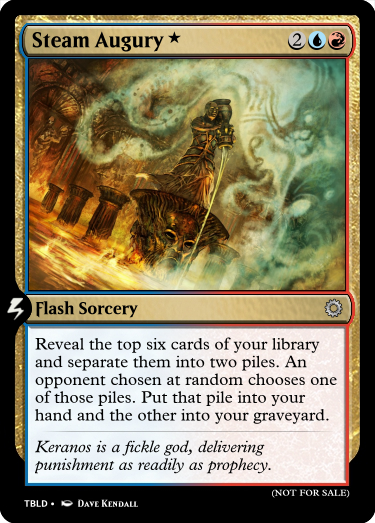 Steam Augury ★ 2
Flash Sorcery
Reveal the top six cards of your library
and separate them into two piles. An
opponent chosen at random chooses one
of those piles. Put that pile into your
hand and the other into your graveyard.
Keranos is a fickle god, delivering
punishment as readily as prophecy.
(NOT FOR SALE)
TBLD • Dave Kendall